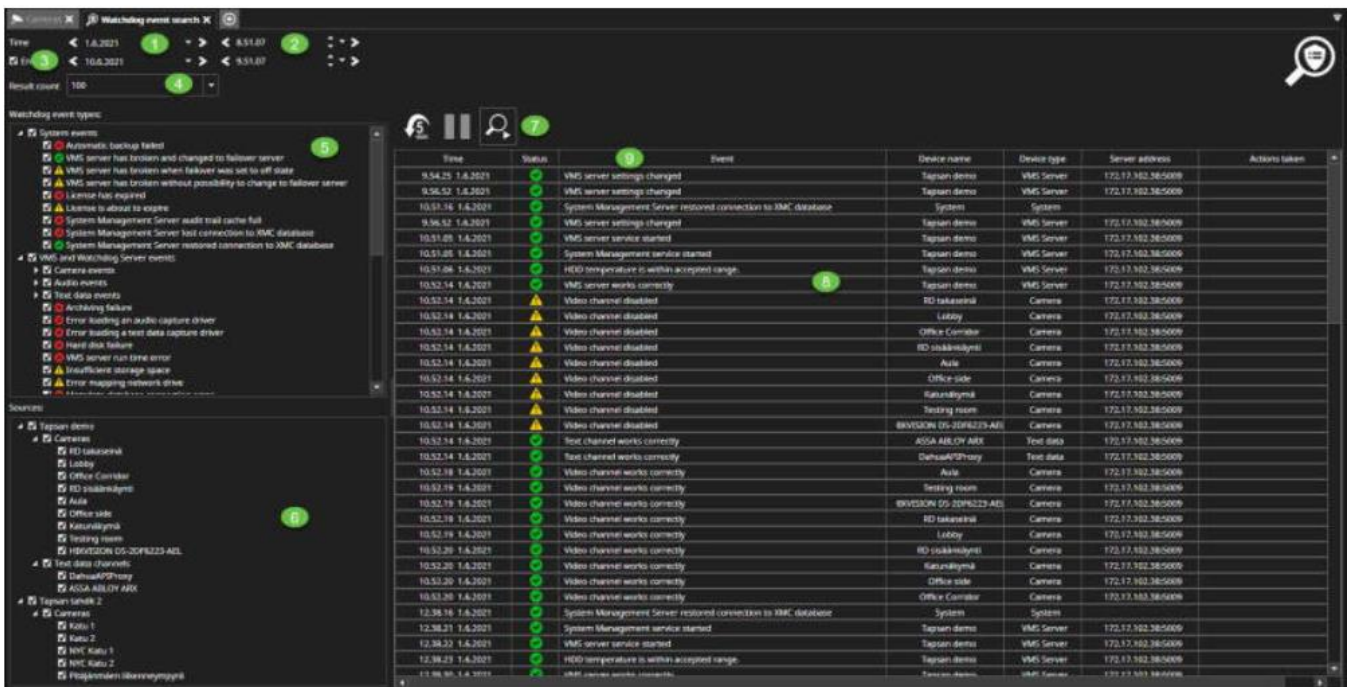 Cameras Watchdog event search
Time 1.6.2021 1 8.51.07 2
3 10.6.2021 9.51.07
Result count 100 4
Watchdog event types:
System events
Automatic backup failed
VMS server has broken and changed to failover server
VMS server has broken when failover was set to off state
VMS server has broken without possibility to change to failover server
License has expired
License is about to expire
System Management Server audit trail cache full
System Management Server lost connection to XMC database
System Management Server restored connection to XMC database
VMS and Watchdog Server events
Camera events
Audio events
Text data events
Archiving failure
Error loading an audio capture driver
Error loading a text data capture driver
Hard disk failure
VMS server run time error
Insufficient storage space
Error mapping network drive
5
Sources:
Tapsan demo
Cameras
RD takaseinä
Lobby
Office Corridor
RD sisäänkäynti
Aula
Office side
Katunäkymä
Testing room
HIKVISION DS-2DF6223-AEL
Text data channels
DahuaAPIProxy
ASSA ABLOY ARX
Tapsan tahdik 2
Cameras
Katu 1
Katu 2
NYC Katu 1
NYC Katu 2
Pitäjänmäen liikenneympyrä
6
5 7
Time Status 9 Event Device name Device type Server address Actions taken
9.54.25 1.6.2021 VMS server settings changed Tapsan demo VMS Server 172.17.102.38:5009
9.56.52 1.6.2021 VMS server settings changed Tapsan demo VMS Server 172.17.102.38:5009
10.51.16 1.6.2021 System Management Server restored connection to XMC database System System
9.56.52 1.6.2021 VMS server settings changed Tapsan demo VMS Server 172.17.102.38:5009
10.51.05 1.6.2021 VMS server service started Tapsan demo VMS Server 172.17.102.38:5009
10.51.05 1.6.2021 System Management service started Tapsan demo VMS Server 172.17.102.38:5009
10.51.06 1.6.2021 HDD temperature is within accepted range. Tapsan demo VMS Server 172.17.102.38:5009
10.52.14 1.6.2021 VMS server works correctly 8 Tapsan demo VMS Server 172.17.102.38:5009
10.52.14 1.6.2021 Video channel disabled RD takaseinä Camera 172.17.102.38:5009
10.52.14 1.6.2021 Video channel disabled Lobby Camera 172.17.102.38:5009
10.52.14 1.6.2021 Video channel disabled Office Corridor Camera 172.17.102.38:5009
10.52.14 1.6.2021 Video channel disabled RD sisäänkäynti Camera 172.17.102.38:5009
10.52.14 1.6.2021 Video channel disabled Aula Camera 172.17.102.38:5009
10.52.14 1.6.2021 Video channel disabled Office side Camera 172.17.102.38:5009
10.52.14 1.6.2021 Video channel disabled Katunäkymä Camera 172.17.102.38:5009
10.52.14 1.6.2021 Video channel disabled Testing room Camera 172.17.102.38:5009
10.52.14 1.6.2021 Video channel disabled IKVISION DS-2DF6223-AEL Camera 172.17.102.38:5009
10.52.14 1.6.2021 Text channel works correctly ASSA ABLOY ARX Text data 172.17.102.38:5009
10.52.14 1.6.2021 Text channel works correctly DahuaAPIProxy Text data 172.17.102.38:5009
10.52.18 1.6.2021 Video channel works correctly Aula Camera 172.17.102.38:5009
10.52.19 1.6.2021 Video channel works correctly Testing room Camera 172.17.102.38:5009
10.52.19 1.6.2021 Video channel works correctly IKVISION DS-2DF6223-AEL Camera 172.17.102.38:5009
10.52.19 1.6.2021 Video channel works correctly RD takaseinä Camera 172.17.102.38:5009
10.52.19 1.6.2021 Video channel works correctly Lobby Camera 172.17.102.38:5009
10.52.20 1.6.2021 Video channel works correctly RD sisäänkäynti Camera 172.17.102.38:5009
10.52.20 1.6.2021 Video channel works correctly Katunäkymä Camera 172.17.102.38:5009
10.52.20 1.6.2021 Video channel works correctly Office side Camera 172.17.102.38:5009
10.52.20 1.6.2021 Video channel works correctly Office Corridor Camera 172.17.102.38:5009
12.38.16 1.6.2021 System Management Server restored connection to XMC database System System
12.38.21 1.6.2021 System Management service started Tapsan demo VMS Server 172.17.102.38:5009
12.38.22 1.6.2021 VMS server service started Tapsan demo VMS Server 172.17.102.38:5009
12.38.23 1.6.2021 HDD temperature is within accepted range. Tapsan demo VMS Server 172.17.102.38:5009